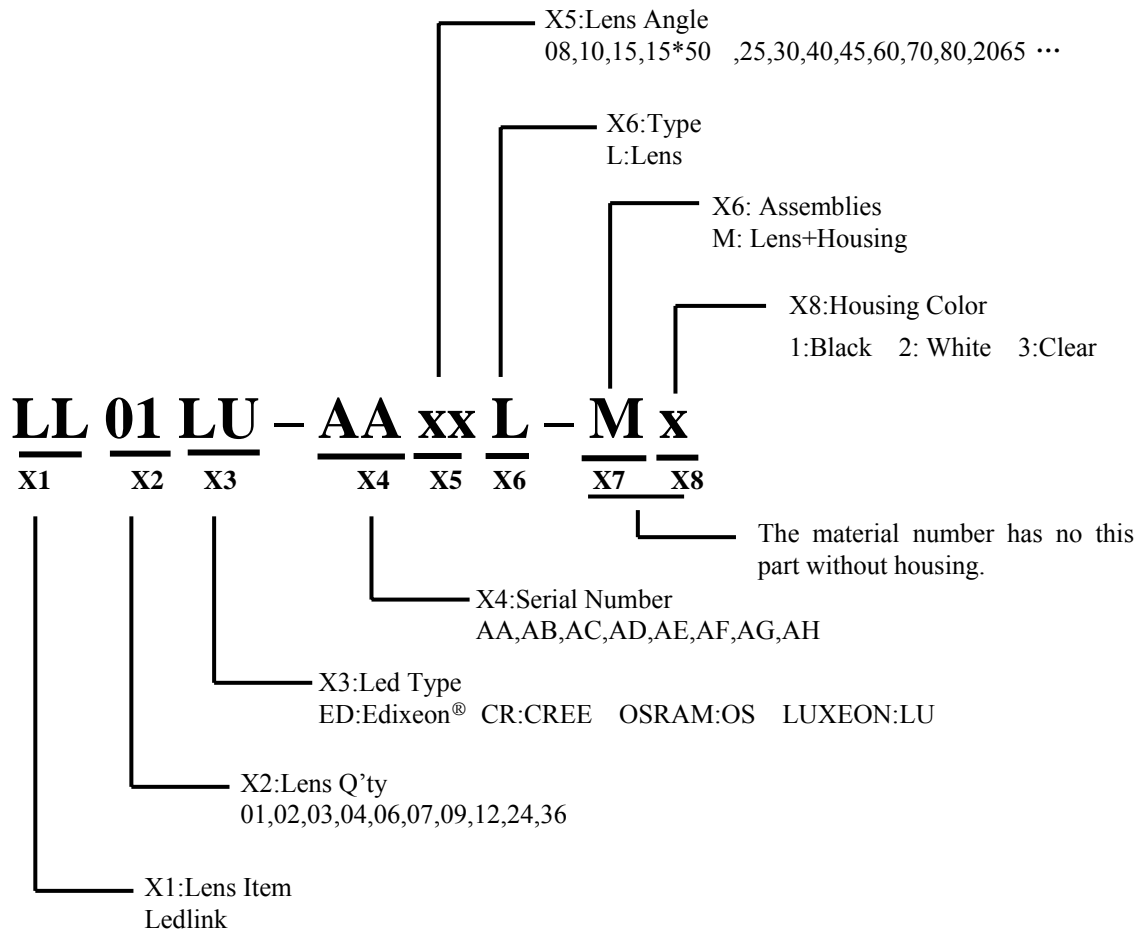 X5:Lens Angle
08,10,15,15*50 ,25,30,40,45,60,70,80,2065 ⋯
X6:Type
L:Lens
X6: Assemblies
M: Lens+Housing
X8:Housing Color
1:Black 2: White 3:Clear
LL 01 LU – AA xx L – M x
X1 X2 X3 X4 X5 X6 X7 X8
The material number has no this
part without housing.
X4:Serial Number
AA,AB,AC,AD,AE,AF,AG,AH
X3:Led Type
ED:Edixeon® CR:CREE OSRAM:OS LUXEON:LU
X2:Lens Q’ty
01,02,03,04,06,07,09,12,24,36
X1:Lens Item
Ledlink